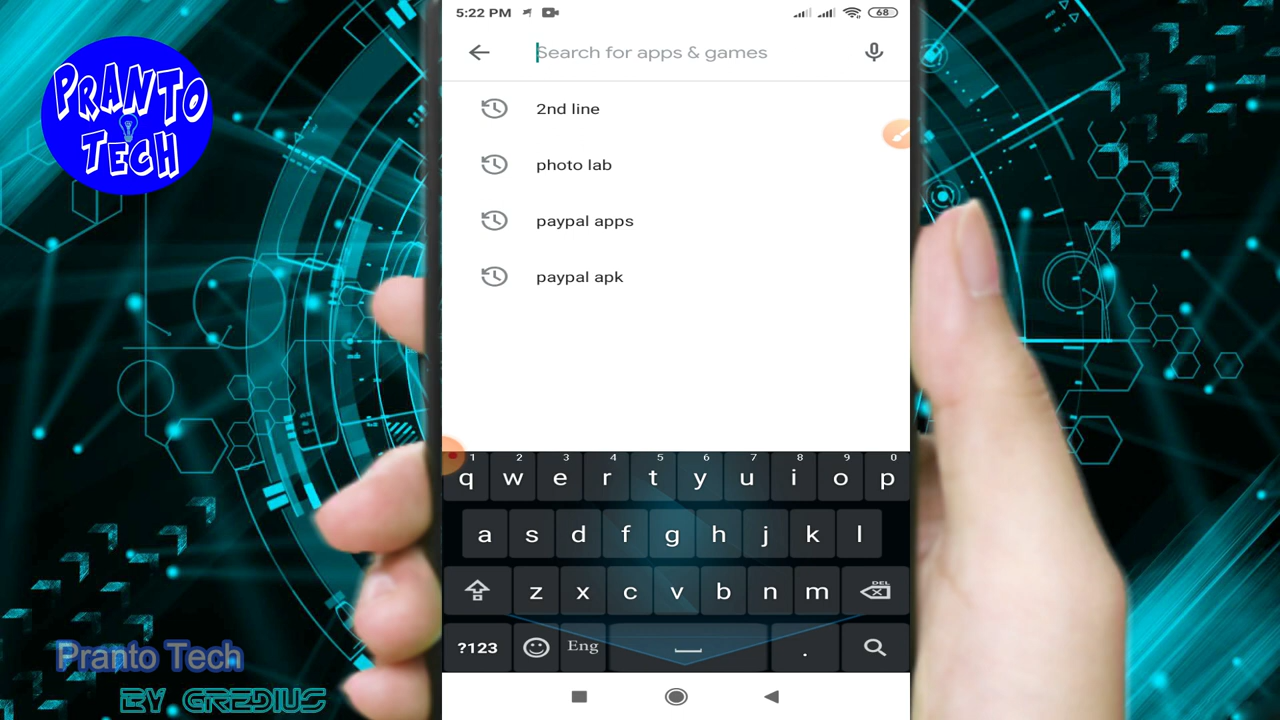 PRANTO
TECH
5:22 PM
68
Search for apps & games
2nd line
photo lab
paypal apps
paypal apk
1 2 3 4 5 6 7 8 9 0
q w e r t y u i o p
a s d f g h j k l
z x c v b n m DEL
?123 Eng .
Pranto Tech
BY GREDIUS